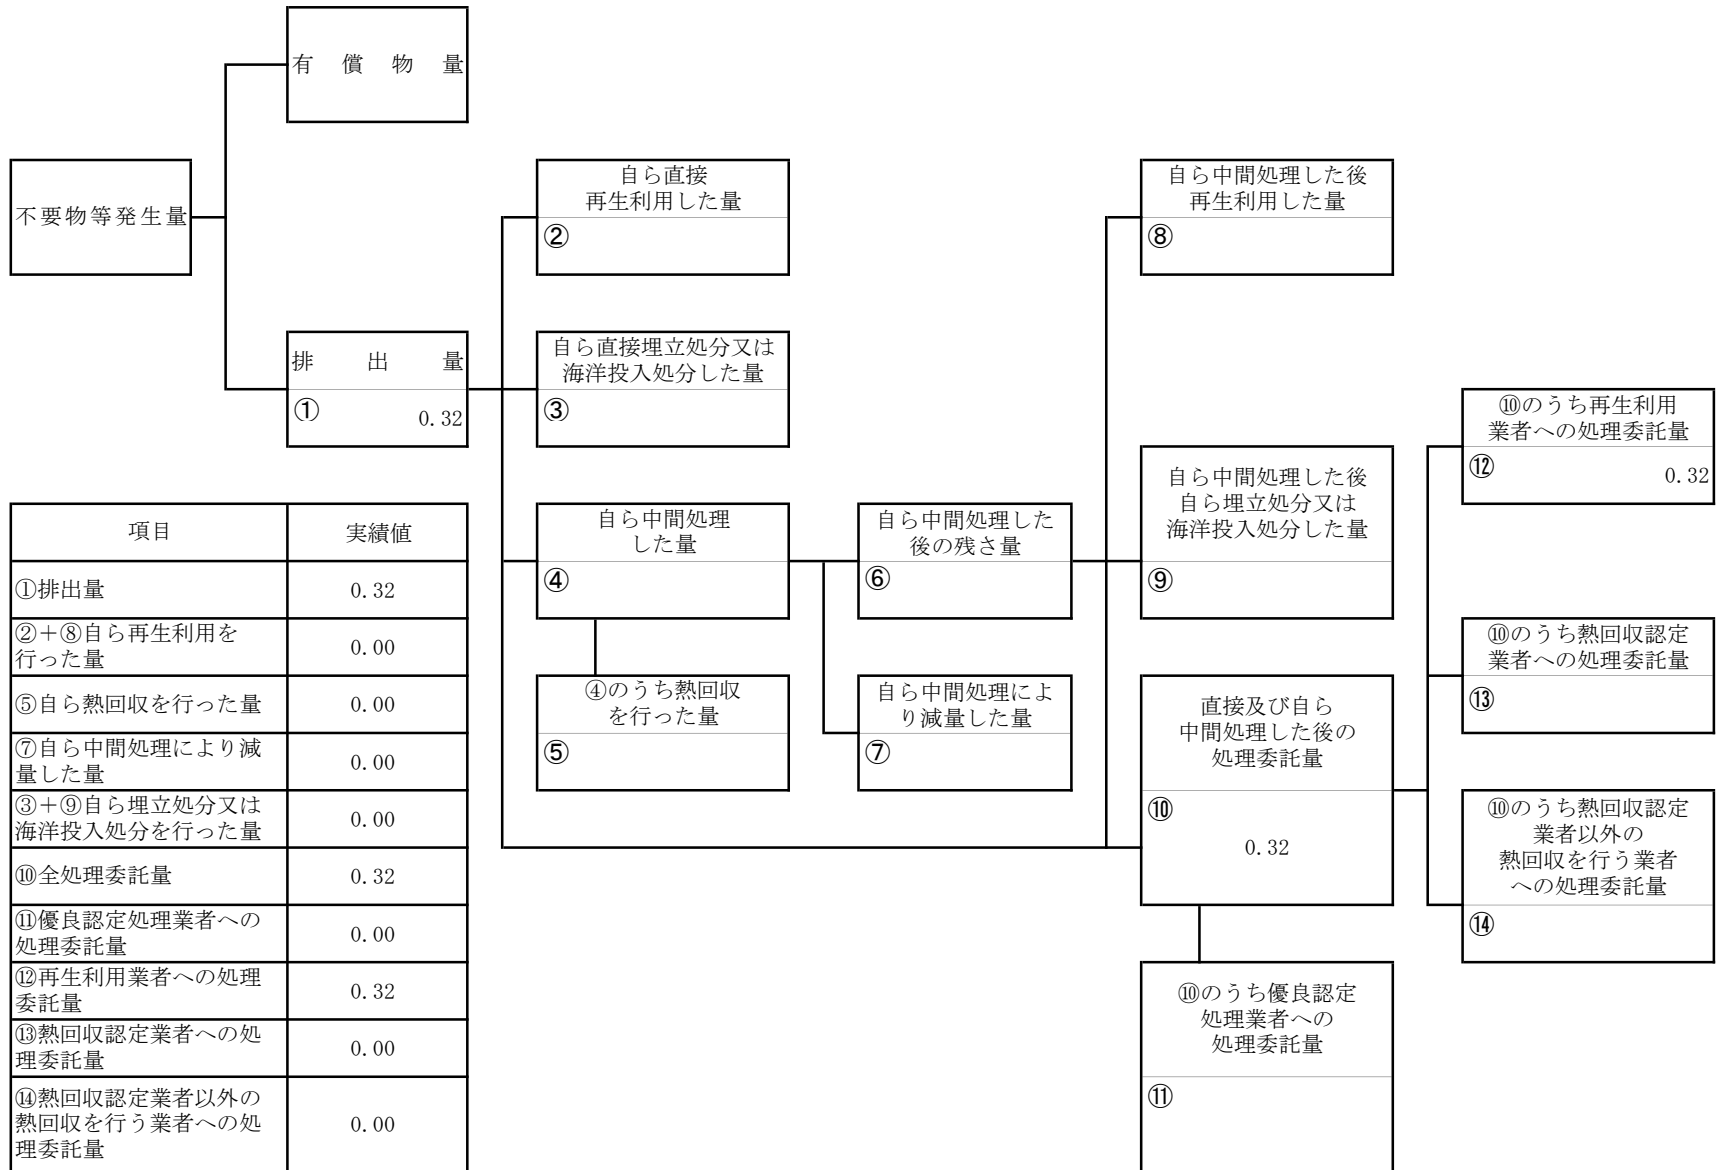 有償物量
不要物等発生量
自ら直接
再生利用した量
②
自ら中間処理した後
再生利用した量
⑧
排出量
①
0.32
自ら直接埋立処分又は
海洋投入処分した量
③
⑩のうち再生利用
業者への処理委託量
⑫
0.32
自ら中間処理
した量
④
自ら中間処理した
後の残さ量
⑥
自ら中間処理した後
自ら埋立処分又は
海洋投入処分した量
⑨
⑩のうち熱回収認定
業者への処理委託量
⑬
④のうち熱回収
を行った量
⑤
自ら中間処理によ
り減量した量
⑦
直接及び自ら
中間処理した後の
処理委託量
⑩
0.32
⑩のうち熱回収認定
業者以外の
熱回収を行う業者
への処理委託量
⑭
⑩のうち優良認定
処理業者への
処理委託量
⑪
項目 実績値
①排出量 0.32
②+⑧自ら再生利用を
行った量 0.00
⑤自ら熱回収を行った量 0.00
⑦自ら中間処理により減
量した量 0.00
③+⑨自ら埋立処分又は
海洋投入処分を行った量 0.00
⑩全処理委託量 0.32
⑪優良認定処理業者への
処理委託量 0.00
⑫再生利用業者への処理
委託量 0.32
⑬熱回収認定業者への処
理委託量 0.00
⑭熱回収認定業者以外の
熱回収を行う業者への処
理委託量 0.00